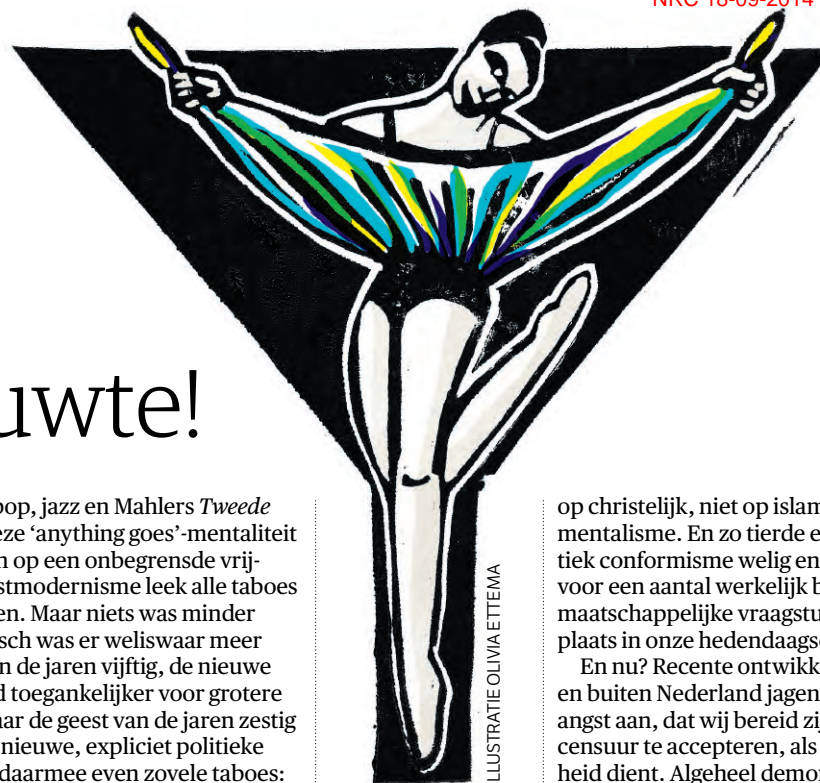 NRC 18-09-2014
uwte!
pop, jazz en Mahlers Tweede
eze ‘anything goes’-mentaliteit
n op een onbegrensde vrij-
stmodernisme leek alle taboes
en. Maar niets was minder
sch was er weliswaar meer
n de jaren vijftig, de nieuwe
d toegankelijker voor grotere
aar de geest van de jaren zestig
nieuwe, expliciet politieke
daarmee even zovele taboes:
LLUSTRATIE OLIVIA ETTEMA
op christelijk, niet op islam
mentalisme. En zo tierde e
tiek conformisme welig en
voor een aantal werkelijk b
maatschappelijke vraagstu
plaats in onze hedendaagse
En nu? Recente ontwikk
en buiten Nederland jagen
angst aan, dat wij bereid zij
censuur te accepteren, als
heid dient. Algeheel demo